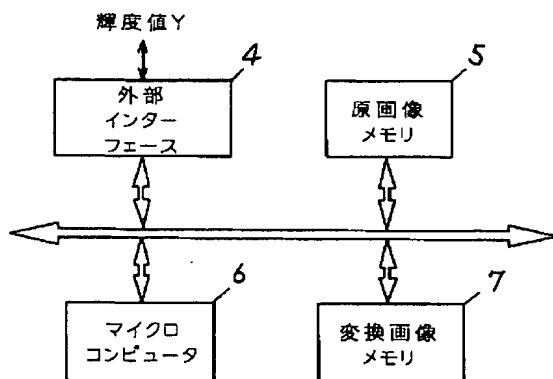 輝度値Y
4
外部
インター
フェース
5
原画像
メモリ
6
マイクロ
コンピュータ
7
変換画像
メモリ